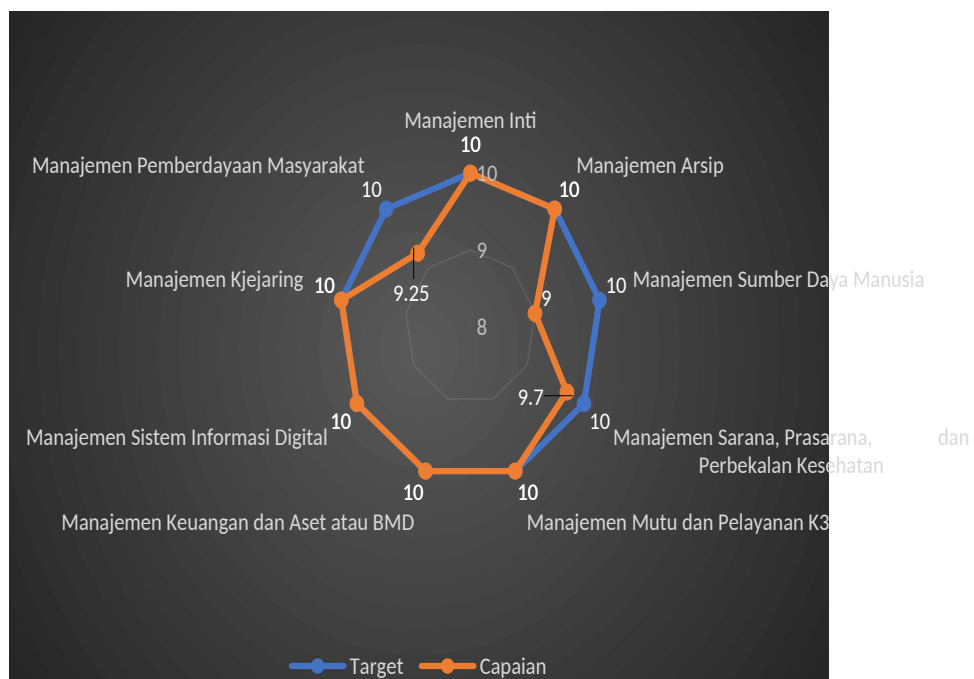 Manajemen Inti
10
10
Manajemen Pemberdayaan Masyarakat
10
Manajemen Arsip
10
9
Manajemen Kjejaring
10
9.25
9
10
Manajemen Sumber Daya Manusia
8
9.7
10
Manajemen Sistem Informasi Digital
10
Manajemen Sarana, Prasarana, dan
Perbekalan Kesehatan
10
10
Manajemen Keuangan dan Aset atau BMD
Manajemen Mutu dan Pelayanan K3
Target
Capaian